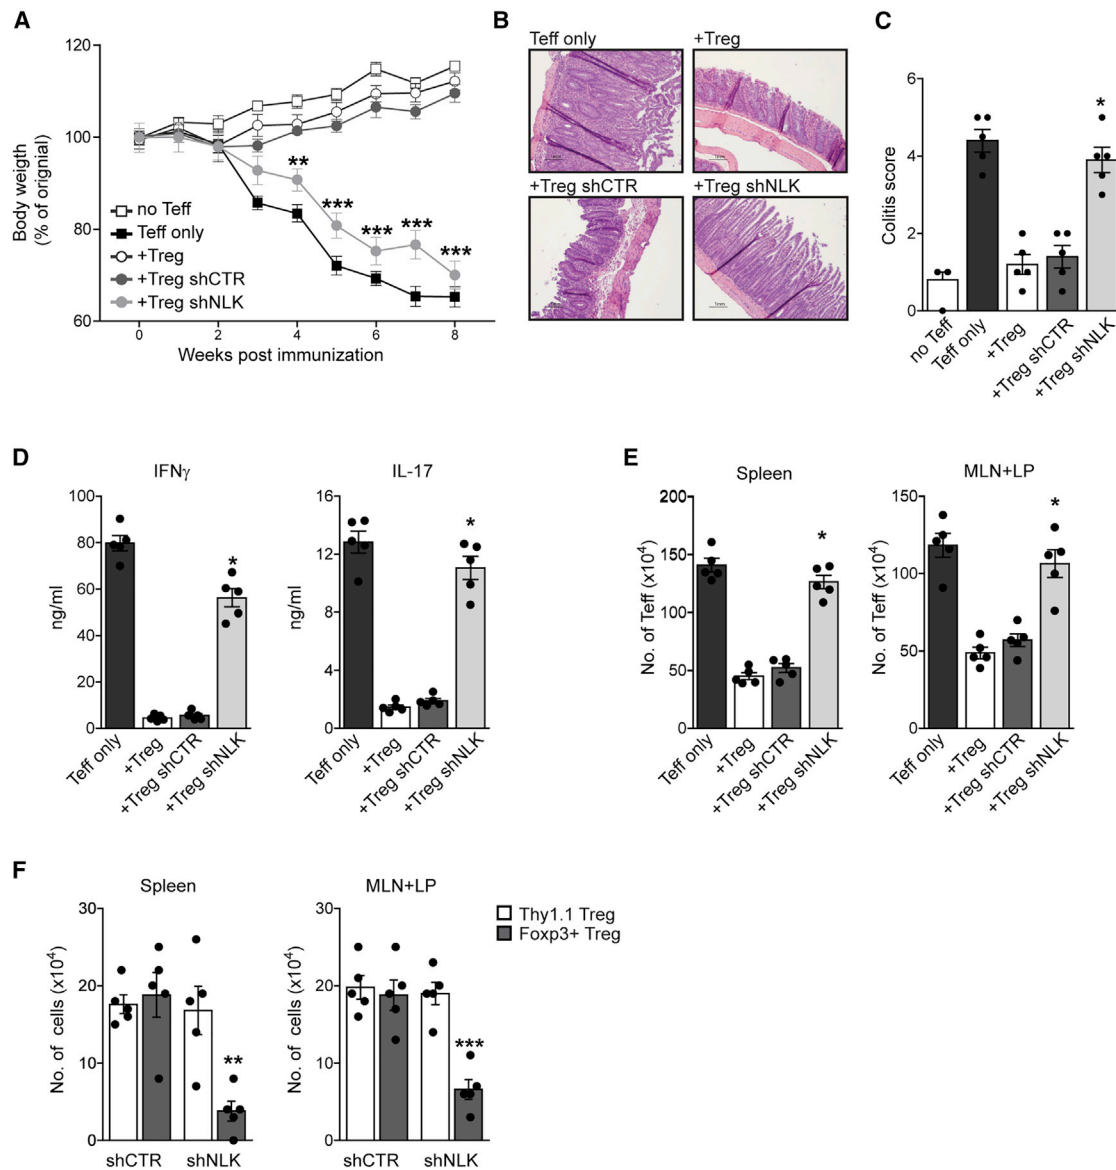 A
120
100
80
60
Body weigth
(% of originial)
no Teff
Teff only
+Treg
+Treg shCTR
+Treg shNLK
**
***
***
***
***
0
2
4
6
8
Weeks post immunization
B
Teff only
+Treg
+Treg shCTR
+Treg shNLK
1mm
C
6
4
2
0
Colitis score
*
no Teff
Teff only
+Treg
+Treg shCTR
+Treg shNLK
D
IFNγ
100
80
60
40
20
0
ng/ml
*
Teff only
+Treg
+Treg shCTR
+Treg shNLK
IL-17
16
12
8
4
0
ng/ml
*
Teff only
+Treg
+Treg shCTR
+Treg shNLK
E
Spleen
200
150
100
50
0
No. of Teff (x10⁴)
*
Teff only
+Treg
+Treg shCTR
+Treg shNLK
MLN+LP
150
100
50
0
No. of Teff (x10⁴)
*
Teff only
+Treg
+Treg shCTR
+Treg shNLK
F
Spleen
30
20
10
0
No. of cells (x10⁴)
**
shCTR
shNLK
MLN+LP
30
20
10
0
No. of cells (x10⁴)
***
shCTR
shNLK
Thy1.1 Treg
Foxp3+ Treg